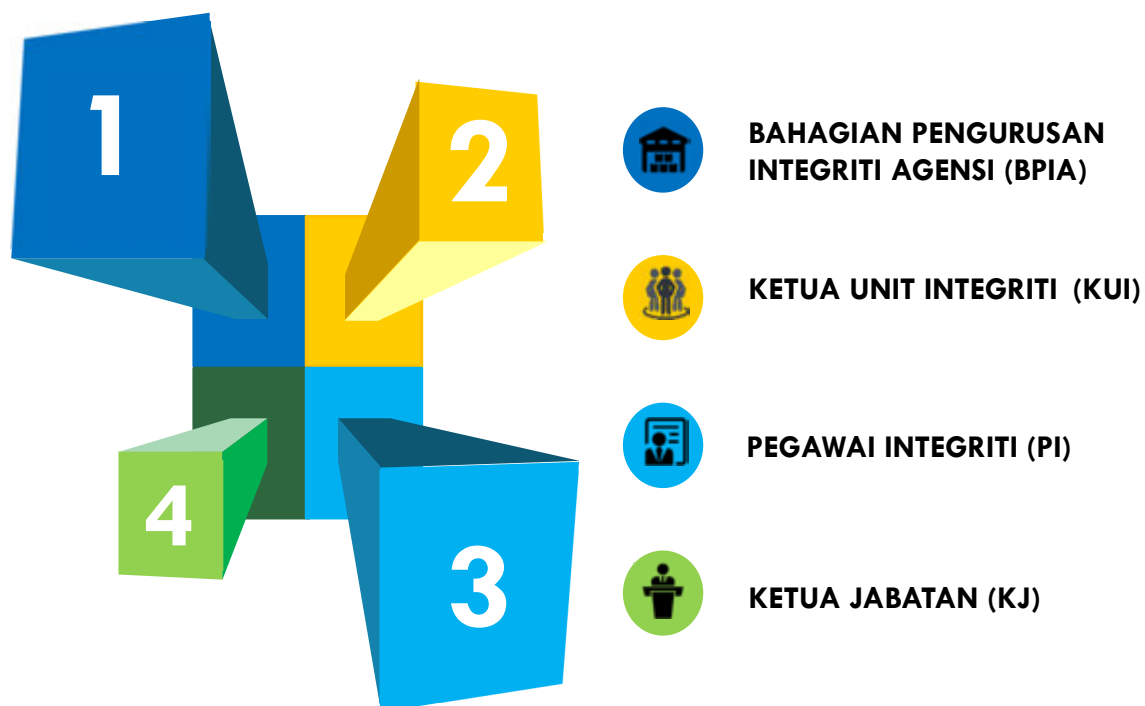 1
2
BAHAGIAN PENGURUSAN
INTEGRITI AGENSI (BPIA)
KETUA UNIT INTEGRITI (KUI)
4
3
PEGAWAI INTEGRITI (PI)
KETUA JABATAN (KJ)